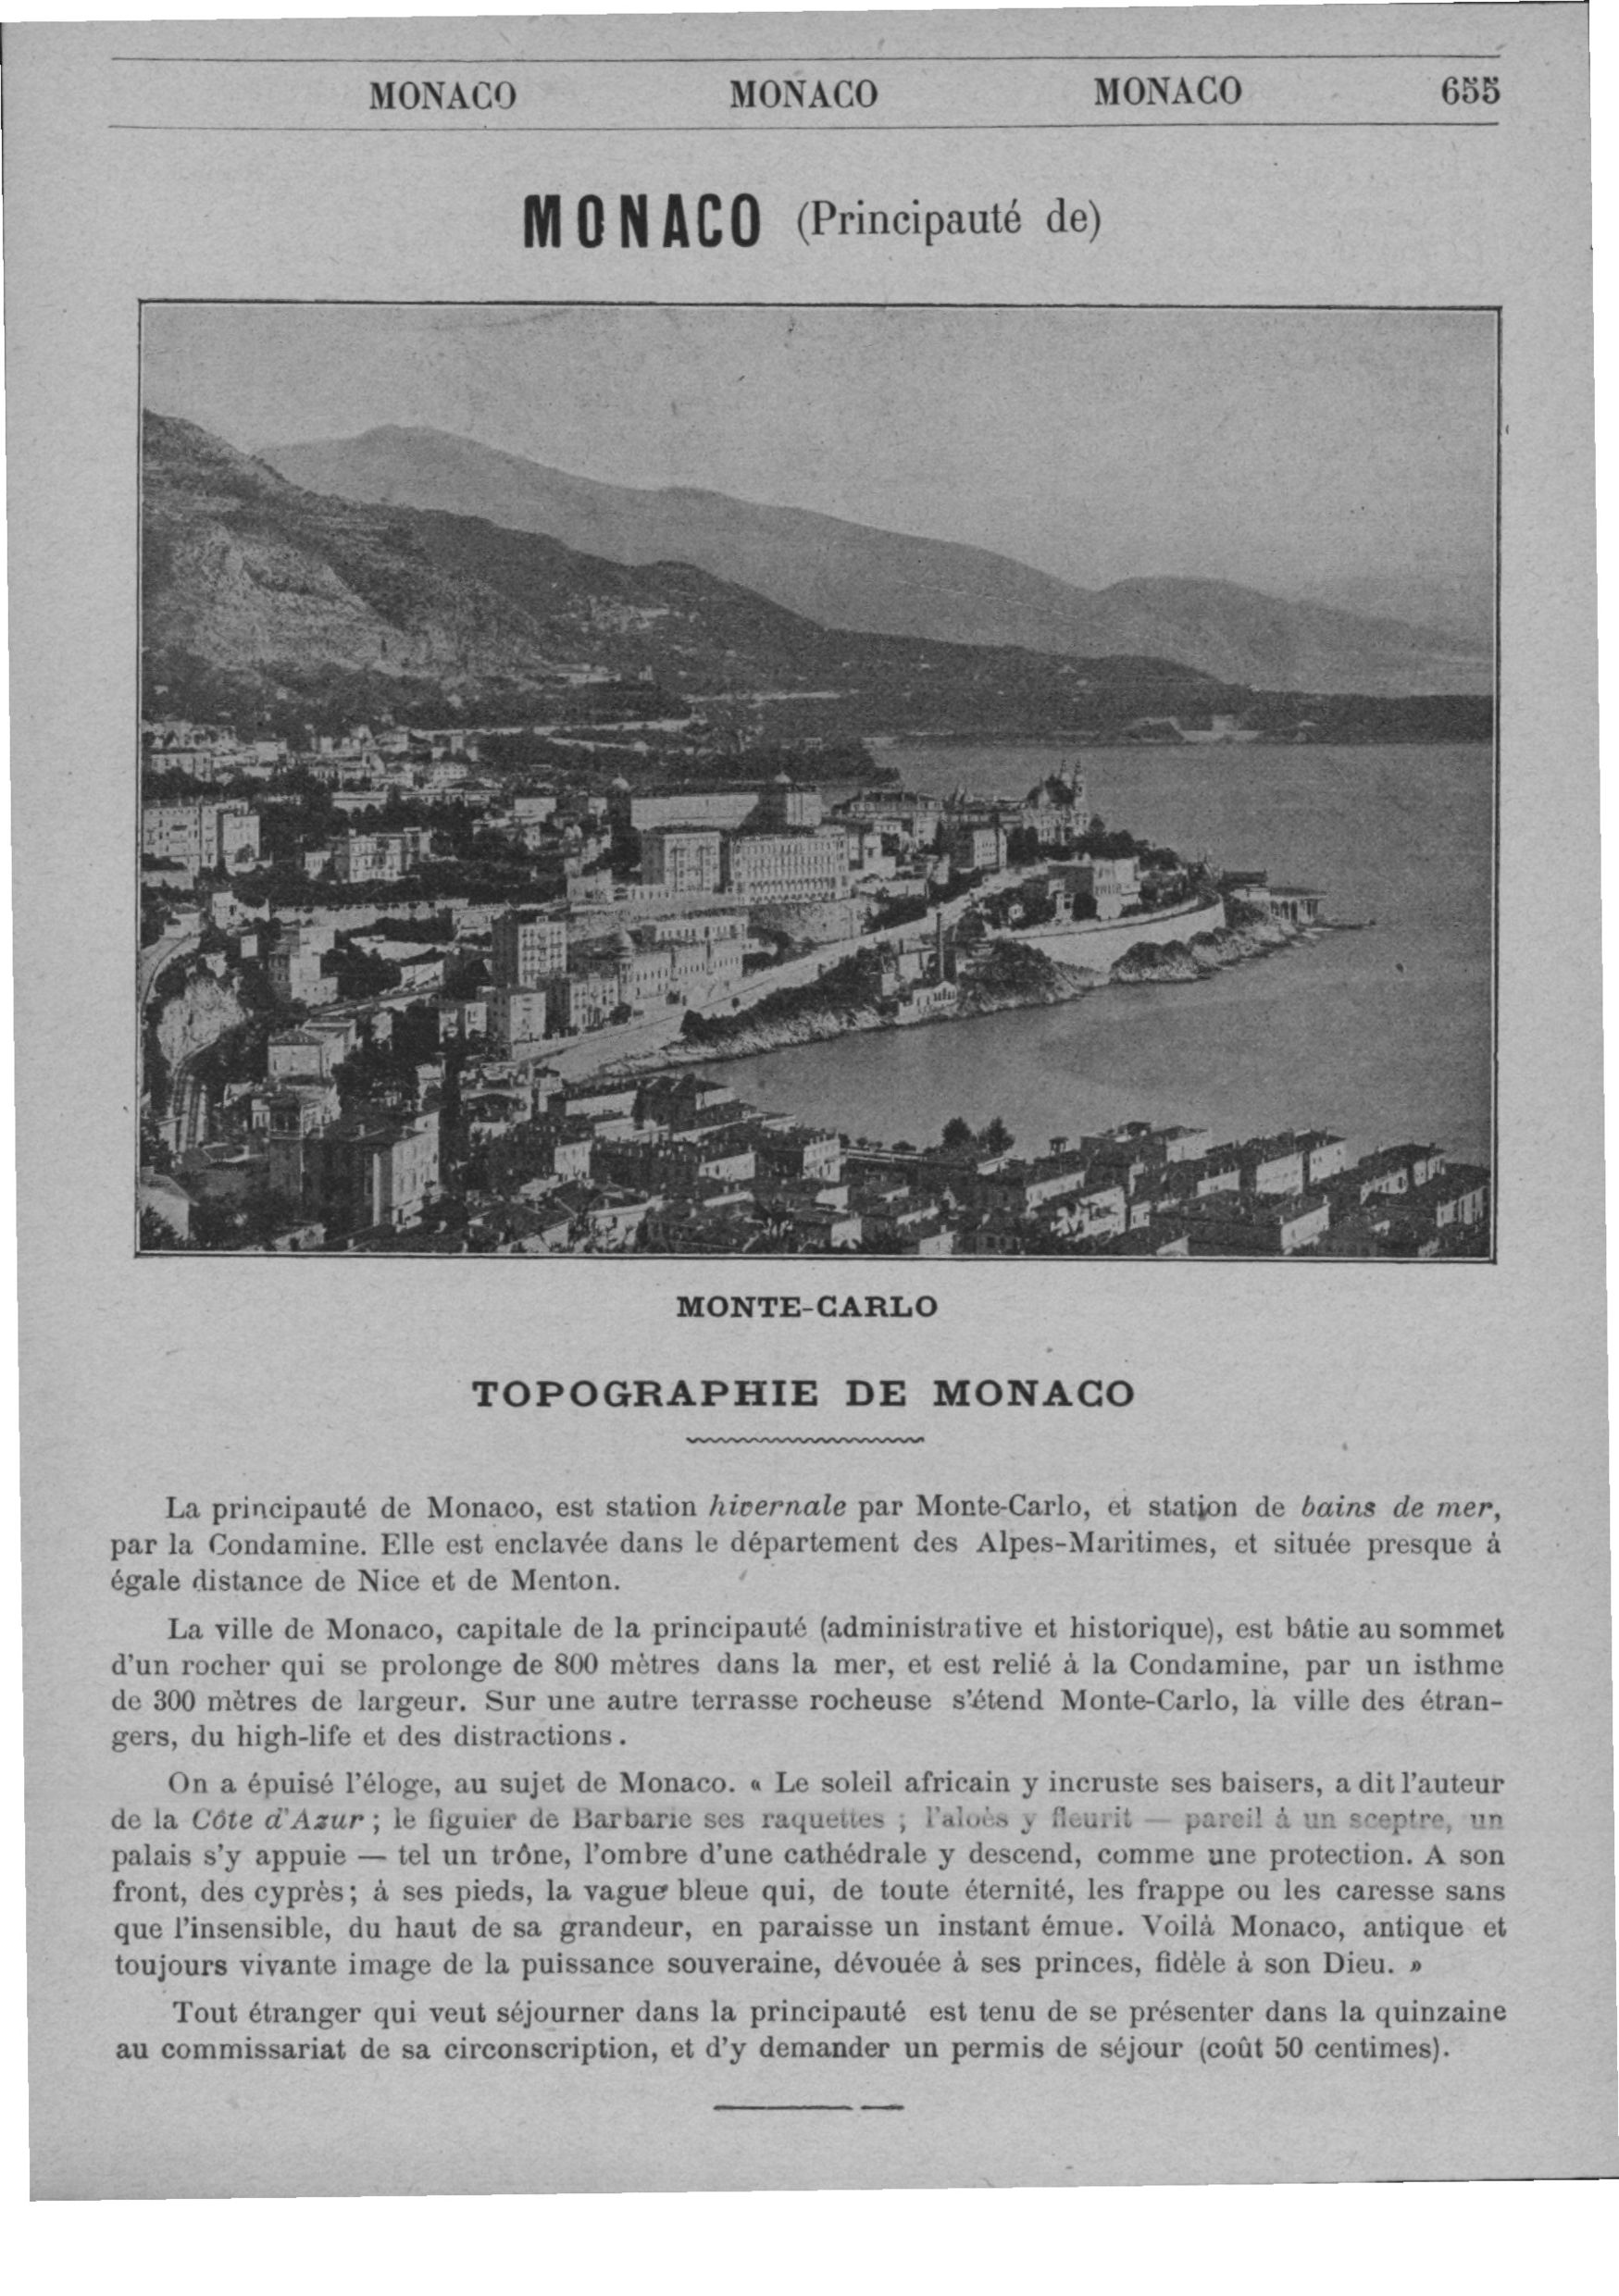 MONACO MONACO MONACO 655
MONACO (Principauté de)
MONTE-CARLO
TOPOGRAPHIE DE MONACO
La principauté de Monaco, est station hivernale par Monte-Carlo, et station de bains de mer,
par la Condamine. Elle est enclavée dans le département des Alpes-Maritimes, et située presque à
égale distance de Nice et de Menton.
La ville de Monaco, capitale de la principauté (administrative et historique), est bâtie au sommet
d'un rocher qui se prolonge de 800 mètres dans la mer, et est relié à la Condamine, par un isthme
de 300 mètres de largeur. Sur une autre terrasse rocheuse s'étend Monte-Carlo, la ville des étran-
gers, du high-life et des distractions.
On a épuisé l'éloge, au sujet de Monaco. « Le soleil africain y incruste ses baisers, a dit l'auteur
de la Côte d'Azur ; le figuier de Barbarie ses raquettes ; l'aloès y fleurit — pareil à un sceptre, un
palais s'y appuie — tel un trône, l'ombre d'une cathédrale y descend, comme une protection. A son
front, des cyprès; à ses pieds, la vague bleue qui, de toute éternité, les frappe ou les caresse sans
que l'insensible, du haut de sa grandeur, en paraisse un instant émue. Voilà Monaco, antique et
toujours vivante image de la puissance souveraine, dévouée à ses princes, fidèle à son Dieu. »
Tout étranger qui veut séjourner dans la principauté est tenu de se présenter dans la quinzaine
au commissariat de sa circonscription, et d'y demander un permis de séjour (coût 50 centimes).